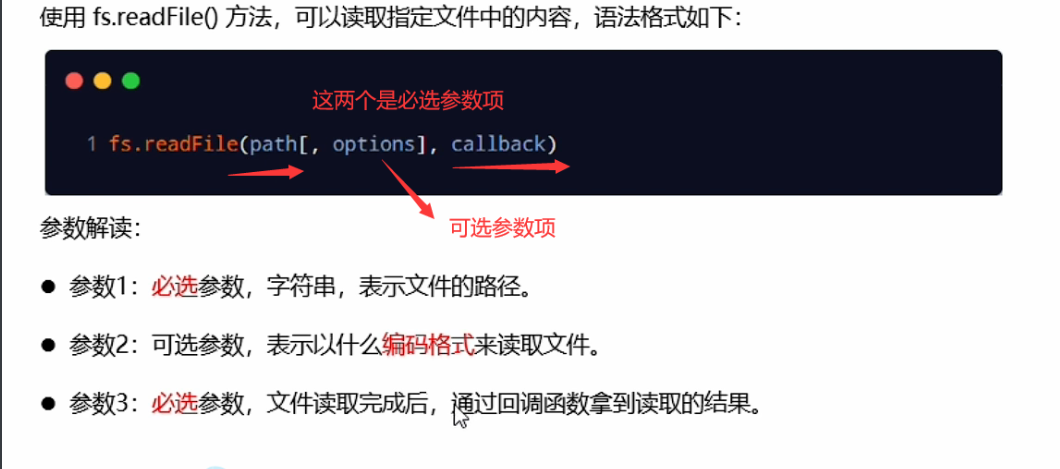 使用 fs.readFile() 方法，可以读取指定文件中的内容，语法格式如下：
这两个是必选参数项
1 fs.readFile(path[, options], callback)
参数解读：
可选参数项
● 参数1：必选参数，字符串，表示文件的路径。
● 参数2：可选参数，表示以什么编码格式来读取文件。
● 参数3：必选参数，文件读取完成后，通过回调函数拿到读取的结果。